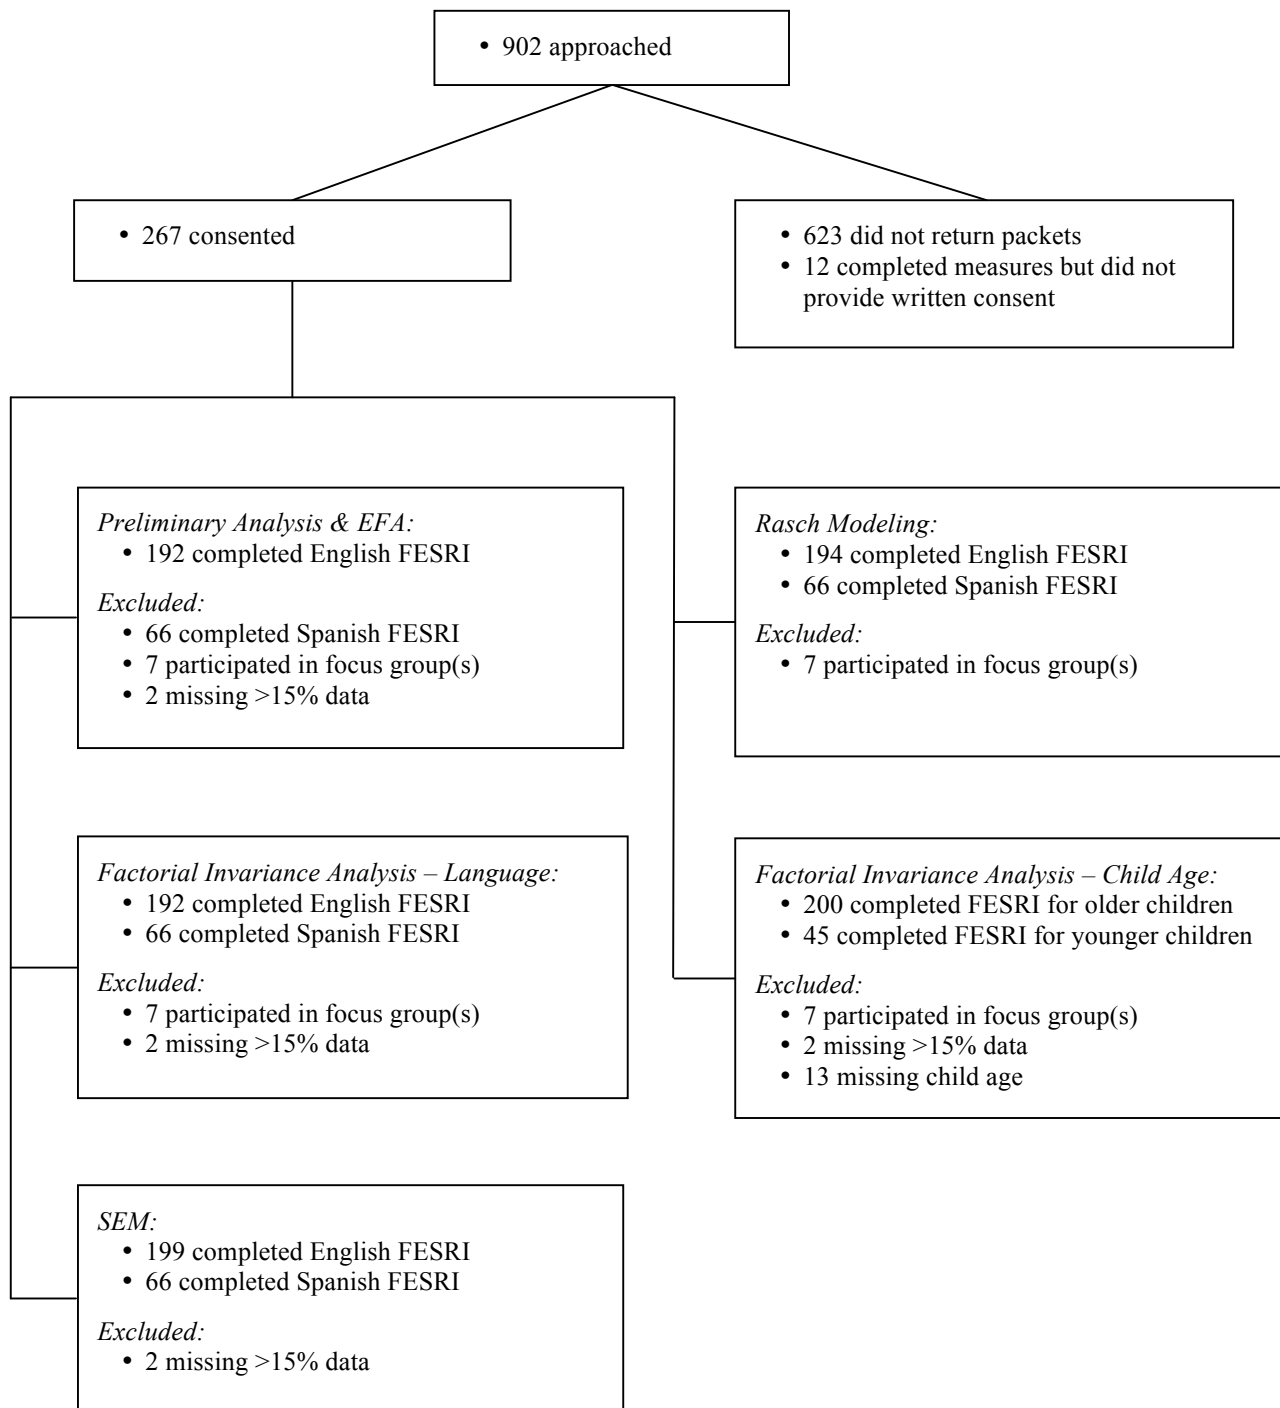 • 902 approached
• 267 consented
• 623 did not return packets
• 12 completed measures but did not
provide written consent
Preliminary Analysis & EFA:
• 192 completed English FESRI
Excluded:
• 66 completed Spanish FESRI
• 7 participated in focus group(s)
• 2 missing >15% data
Rasch Modeling:
• 194 completed English FESRI
• 66 completed Spanish FESRI
Excluded:
• 7 participated in focus group(s)
Factorial Invariance Analysis – Language:
• 192 completed English FESRI
• 66 completed Spanish FESRI
Excluded:
• 7 participated in focus group(s)
• 2 missing >15% data
Factorial Invariance Analysis – Child Age:
• 200 completed FESRI for older children
• 45 completed FESRI for younger children
Excluded:
• 7 participated in focus group(s)
• 2 missing >15% data
• 13 missing child age
SEM:
• 199 completed English FESRI
• 66 completed Spanish FESRI
Excluded:
• 2 missing >15% data